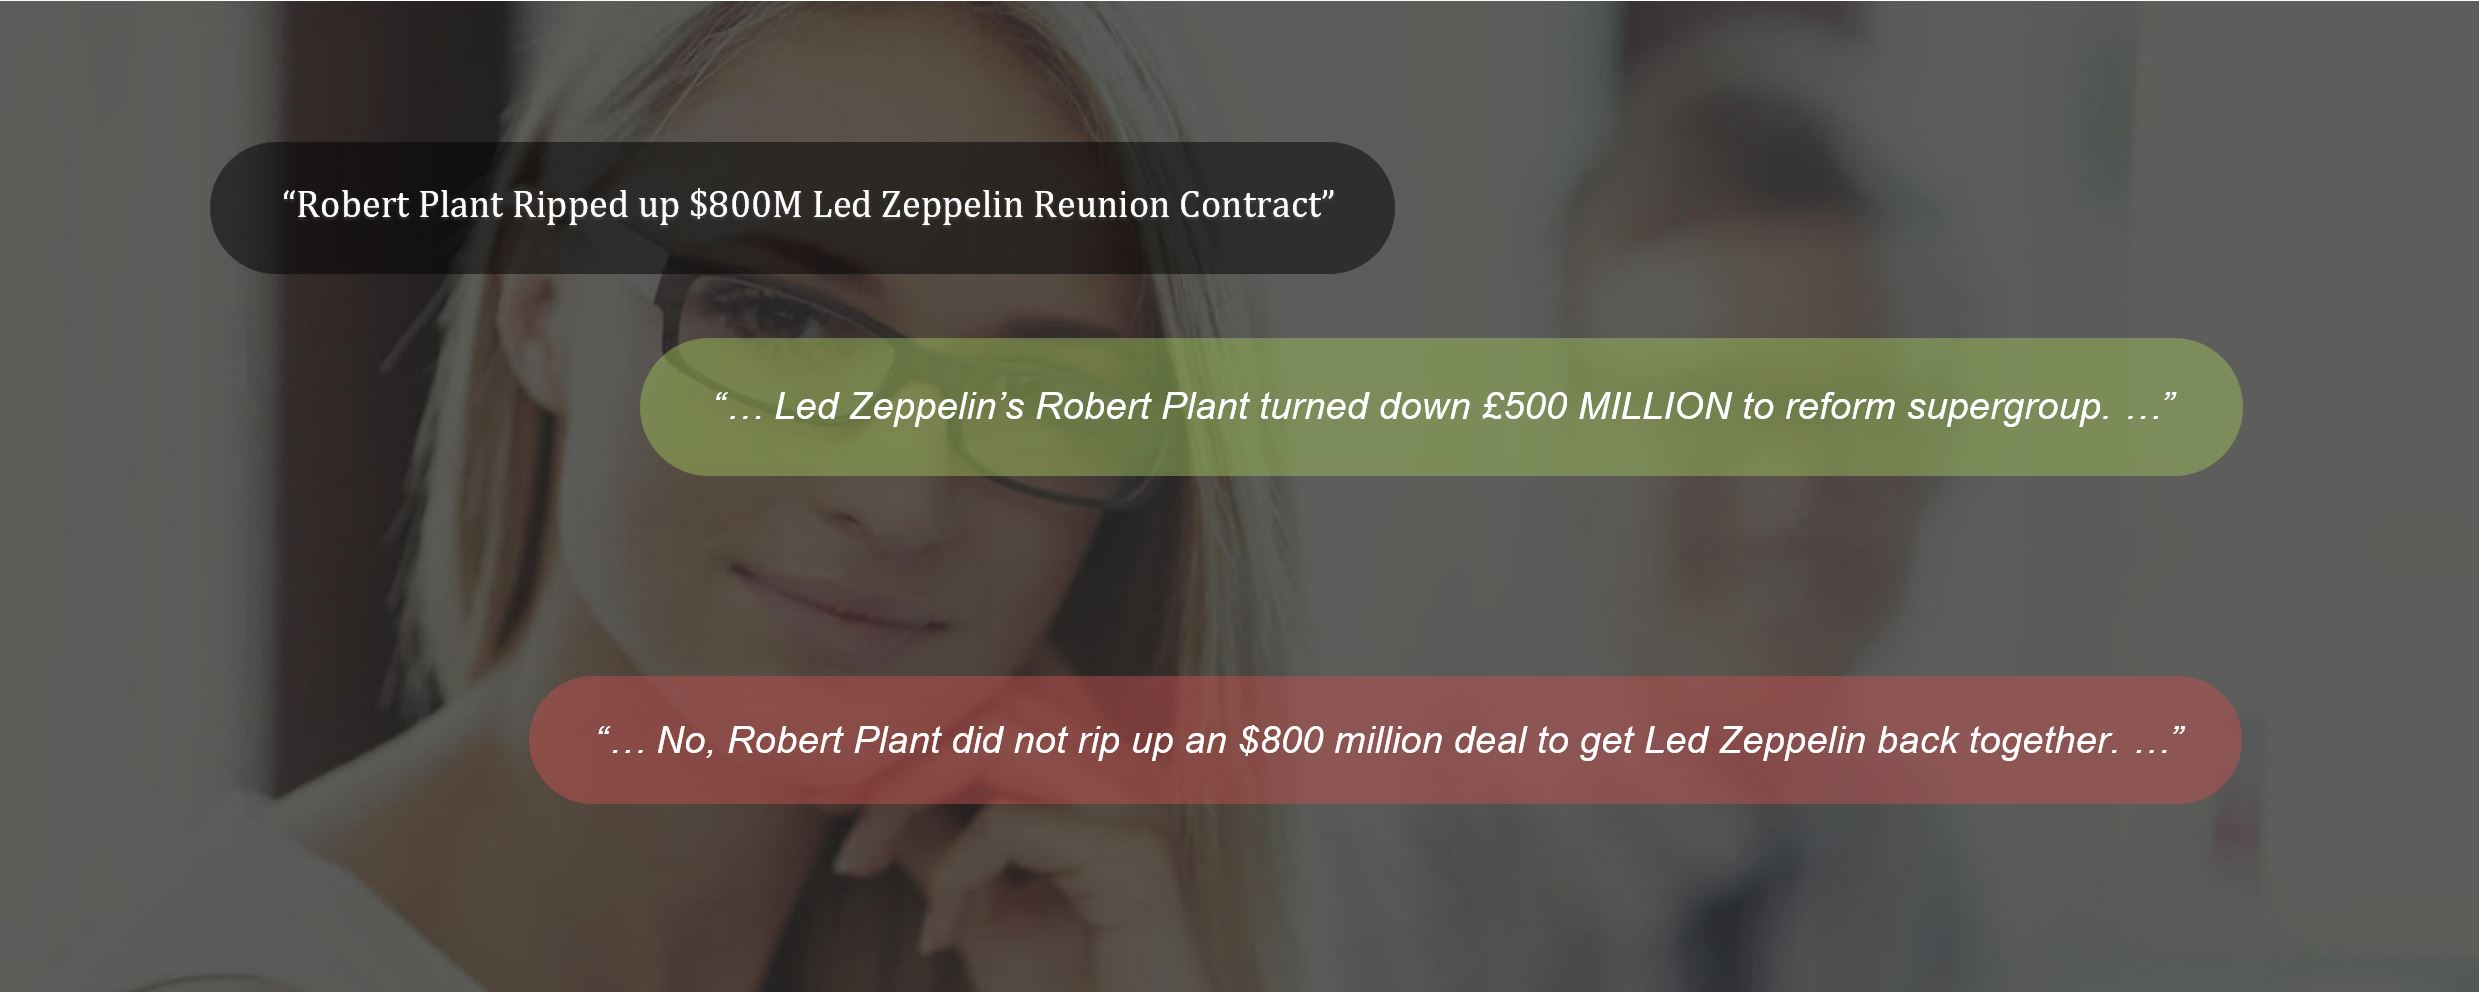 “Robert Plant Ripped up $800M Led Zeppelin Reunion Contract”
“… Led Zeppelin’s Robert Plant turned down £500 MILLION to reform supergroup. …”
“… No, Robert Plant did not rip up an $800 million deal to get Led Zeppelin back together. …”